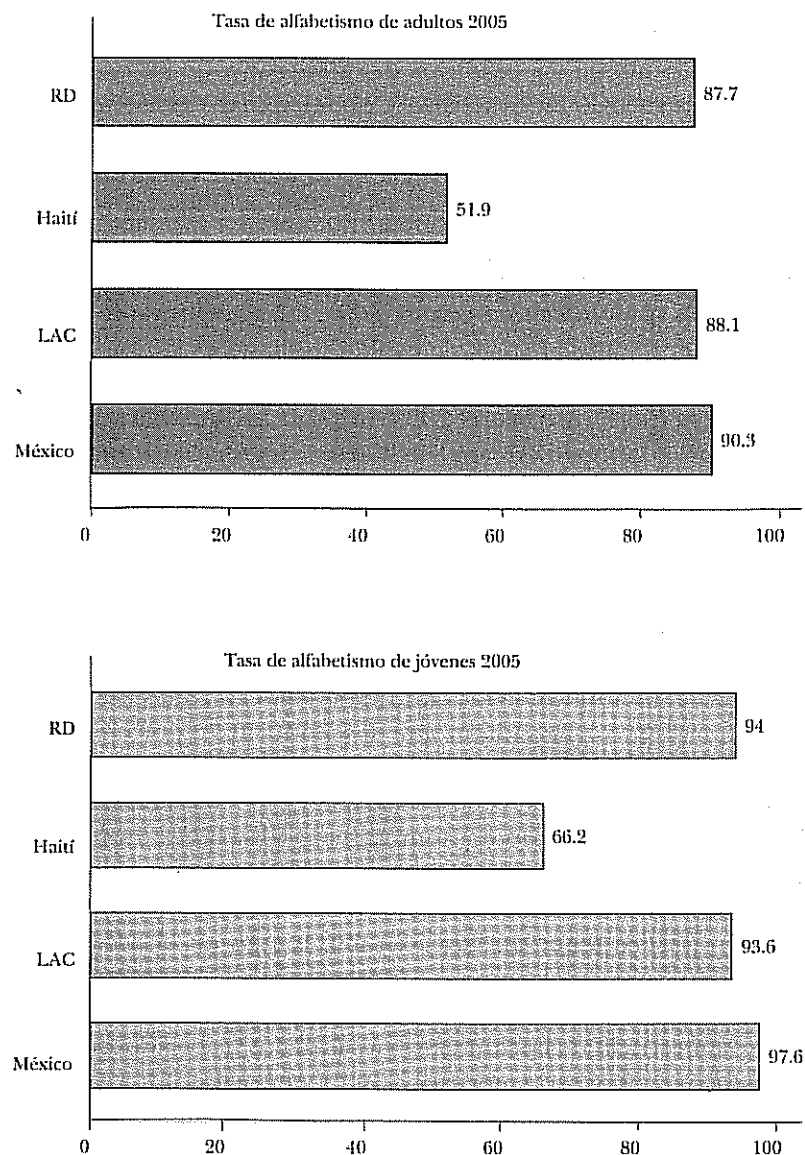 Tasa de alfabetismo de adultos 2005
RD
87.7
Haití
51.9
LAC
88.1
México
90.3
0 20 40 60 80 100
Tasa de alfabetismo de jóvenes 2005
RD
94
Haití
66.2
LAC
93.6
México
97.6
0 20 40 60 80 100